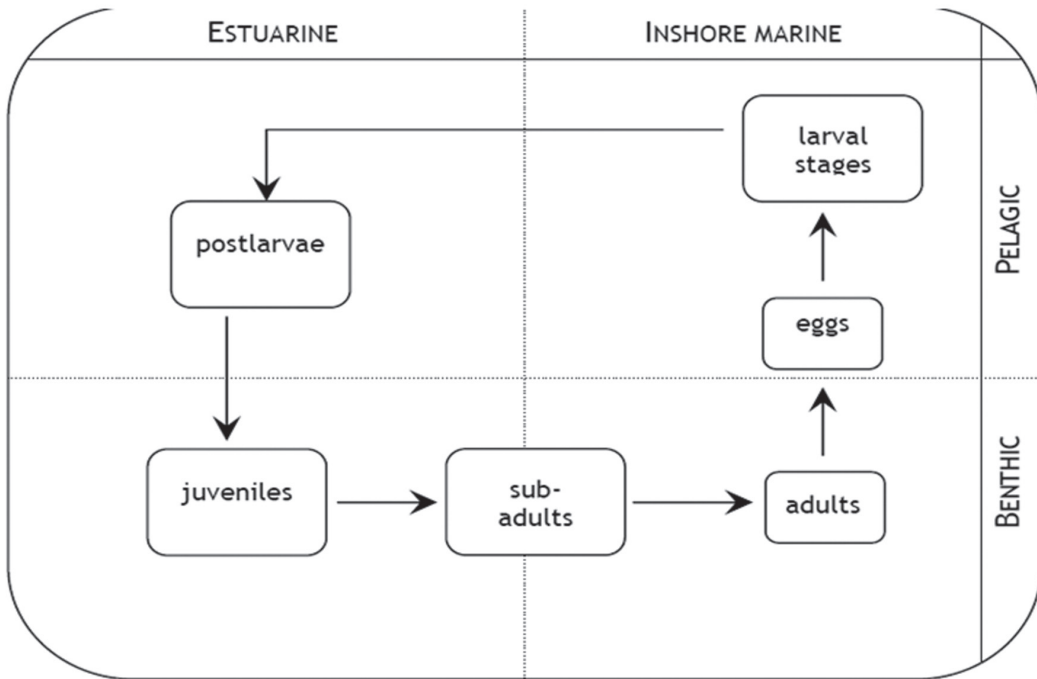 ESTUARINE
INSHORE MARINE
larval
stages
postlarvae
eggs
PELAGIC
juveniles
sub-
adults
adults
BENTHIC